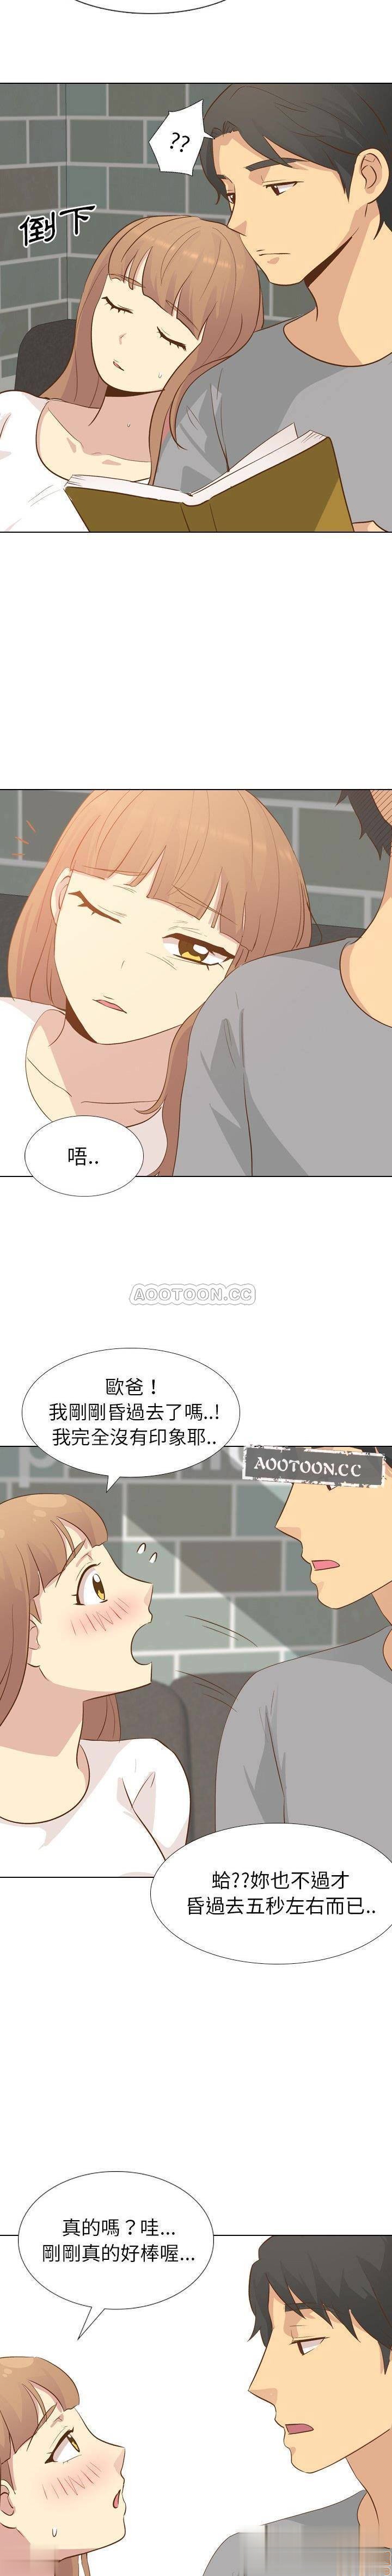 ??
倒下
唔..
AOOTOON.CC
歐爸！
我剛剛昏過去了嗎..!
我完全沒有印象耶..
AOOTOON.CC
蛤??妳也不過才
昏過去五秒左右而已..
真的嗎？哇...
剛剛真的好棒喔...